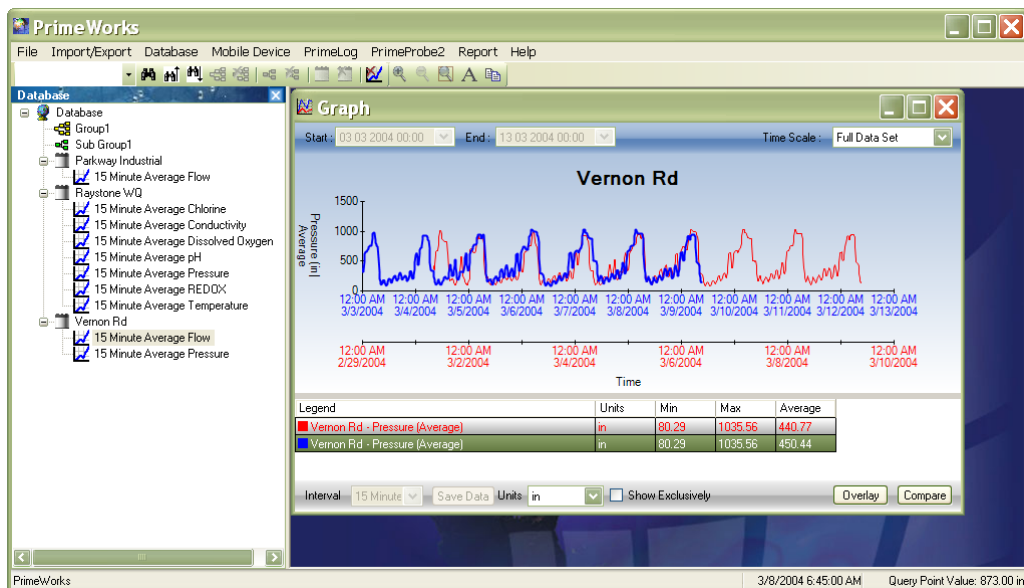 PrimeWorks
File Import/Export Database Mobile Device PrimeLog PrimeProbe2 Report Help
Database
Database
Group1
Sub Group1
Parkway Industrial
15 Minute Average Flow
Raystone WQ
15 Minute Average Chlorine
15 Minute Average Conductivity
15 Minute Average Dissolved Oxygen
15 Minute Average pH
15 Minute Average Pressure
15 Minute Average REDOX
15 Minute Average Temperature
Vernon Rd
15 Minute Average Flow
15 Minute Average Pressure
Graph
Start : 03 03 2004 00:00 End : 13 03 2004 00:00 Time Scale : Full Data Set
Vernon Rd
Pressure [in]
Average
1500
1000
500
0
12:00 AM 12:00 AM 12:00 AM 12:00 AM 12:00 AM 12:00 AM 12:00 AM 12:00 AM 12:00 AM 12:00 AM 12:00 AM
3/3/2004 3/4/2004 3/5/2004 3/6/2004 3/7/2004 3/8/2004 3/9/2004 3/10/2004 3/11/2004 3/12/2004 3/13/2004
12:00 AM 12:00 AM 12:00 AM 12:00 AM 12:00 AM 12:00 AM
2/29/2004 3/2/2004 3/4/2004 3/6/2004 3/8/2004 3/10/2004
Time
Legend Units Min Max Average
Vernon Rd - Pressure (Average) in 80.29 1035.56 440.77
Vernon Rd - Pressure (Average) in 80.29 1035.56 450.44
Interval 15 Minute Save Data Units in Show Exclusively Overlay Compare
PrimeWorks 3/8/2004 6:45:00 AM Query Point Value: 873.00 in